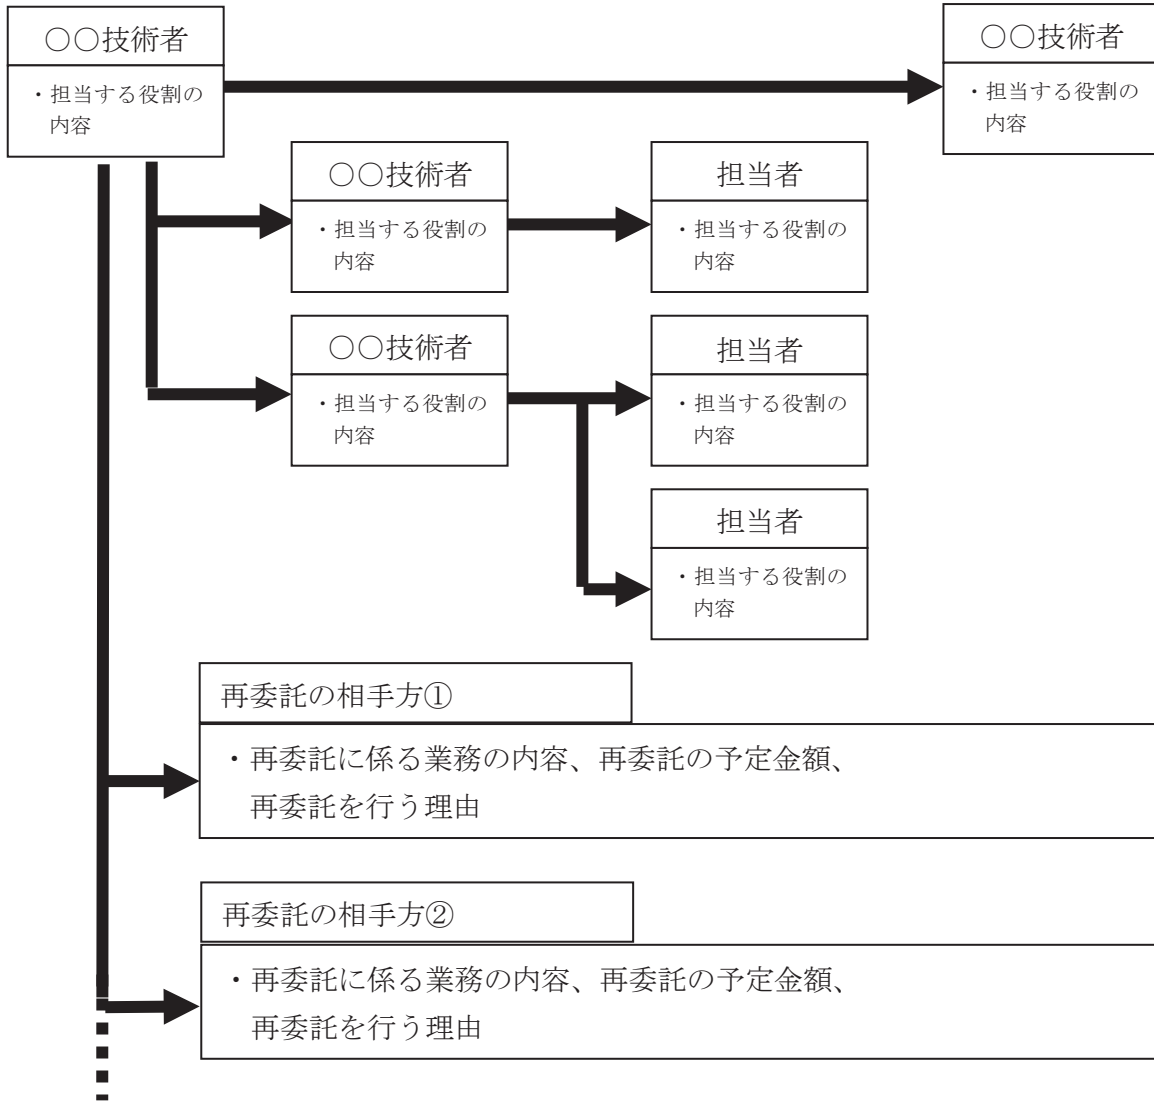 〇〇技術者
・担当する役割の
内容
〇〇技術者
・担当する役割の
内容
〇〇技術者
・担当する役割の
内容
担当者
・担当する役割の
内容
〇〇技術者
・担当する役割の
内容
担当者
・担当する役割の
内容
担当者
・担当する役割の
内容
再委託の相手方①
・再委託に係る業務の内容、再委託の予定金額、
再委託を行う理由
再委託の相手方②
・再委託に係る業務の内容、再委託の予定金額、
再委託を行う理由